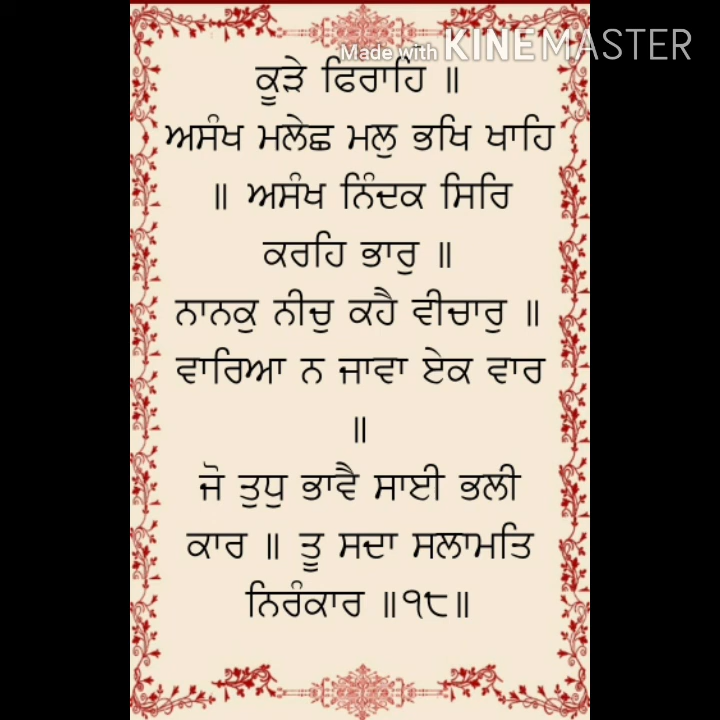 Made with KINEMASTER
ਕੂੜੇ ਫਿਰਾਹਿ ॥
ਅਸੰਖ ਮਲੇਛ ਮਲੁ ਭਖਿ ਖਾਹਿ
॥ ਅਸੰਖ ਨਿੰਦਕ ਸਿਰਿ
ਕਰਹਿ ਭਾਰੁ ॥
ਨਾਨਕੁ ਨੀਚੁ ਕਹੈ ਵੀਚਾਰੁ ॥
ਵਾਰਿਆ ਨ ਜਾਵਾ ਏਕ ਵਾਰ
॥
ਜੋ ਤੁਧੁ ਭਾਵੈ ਸਾਈ ਭਲੀ
ਕਾਰ ॥ ਤੂ ਸਦਾ ਸਲਾਮਤਿ
ਨਿਰੰਕਾਰ ॥੧੮॥